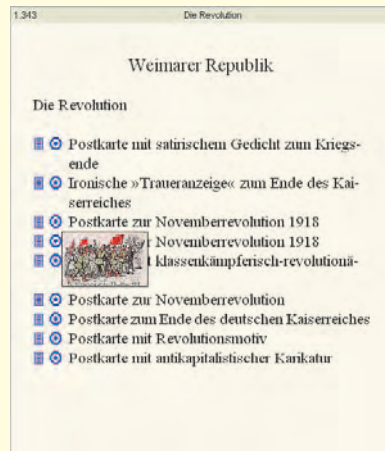 1.343 Die Revolution
Weimarer Republik
Die Revolution
Postkarte mit satirischem Gedicht zum Kriegs-
ende
Ironische »Traueranzeige« zum Ende des Kai-
serreiches
Postkarte zur Novemberrevolution 1918
r Novemberrevolution 1918
t klassenkämpferisch-revolutionä-
Postkarte zur Novemberrevolution
Postkarte zum Ende des deutschen Kaiserreiches
Postkarte mit Revolutionsmotiv
Postkarte mit antikapitalistischer Karikatur